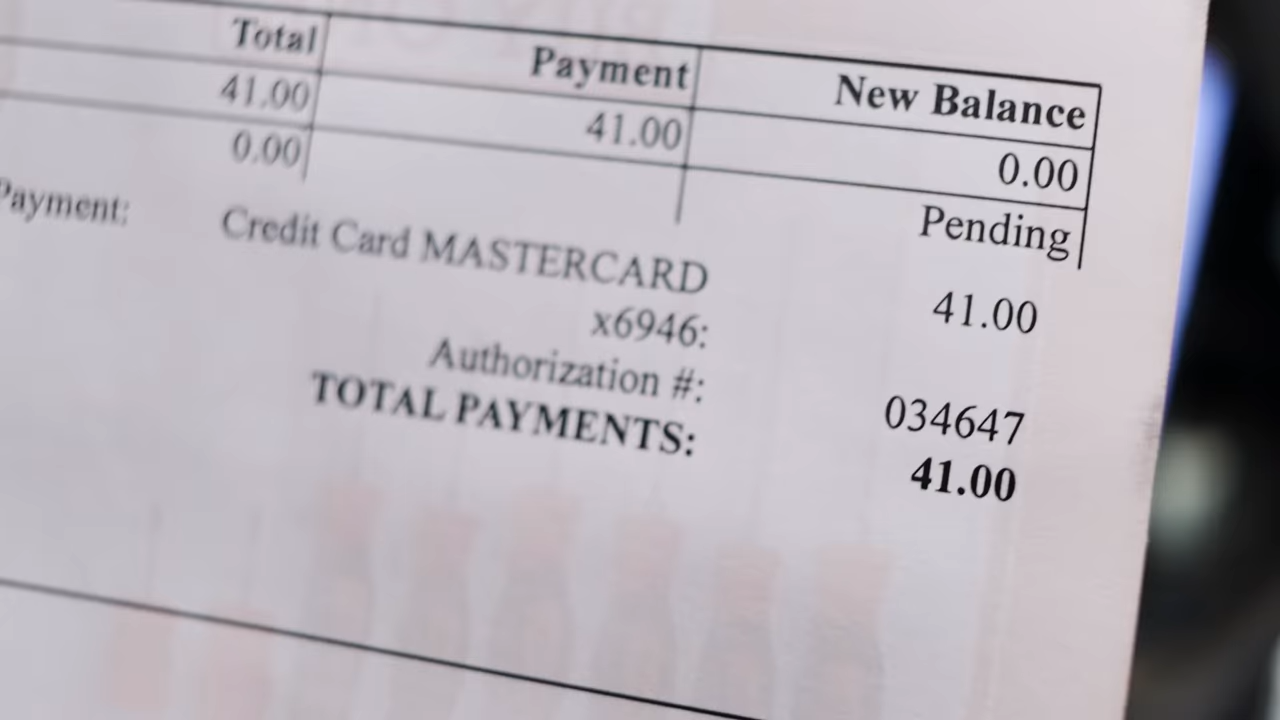 Total Payment New Balance
41.00 41.00 0.00
0.00 Pending
Payment: Credit Card MASTERCARD
x6946: 41.00
Authorization #: 034647
TOTAL PAYMENTS: 41.00